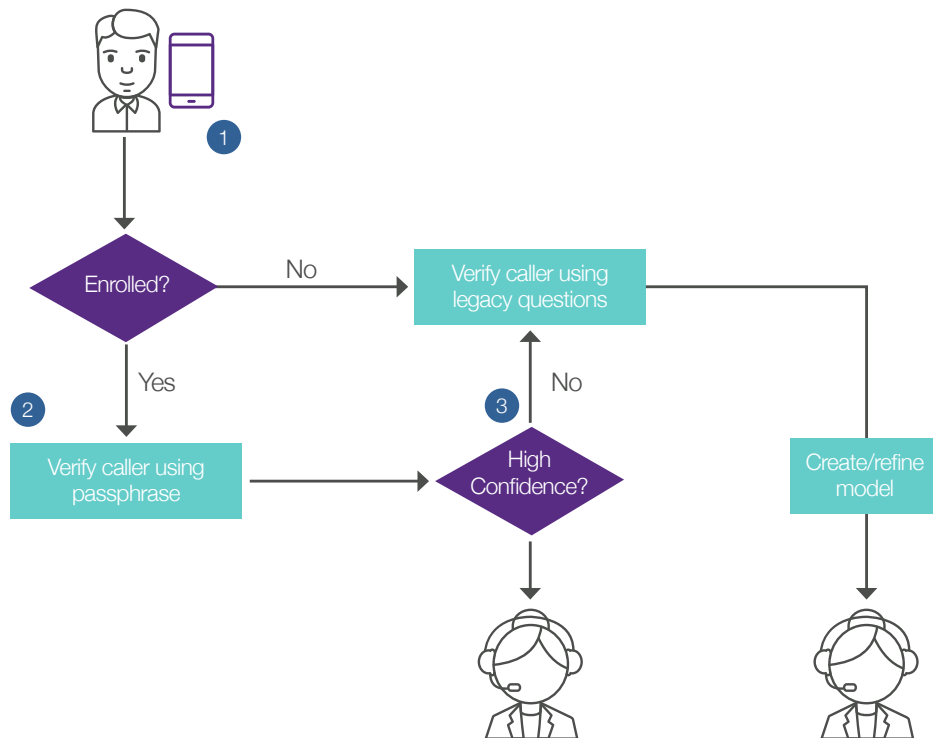 1
Enrolled?
No
Verify caller using
legacy questions
Yes
2
3
No
Verify caller using
passphrase
High
Confidence?
Create/refine
model